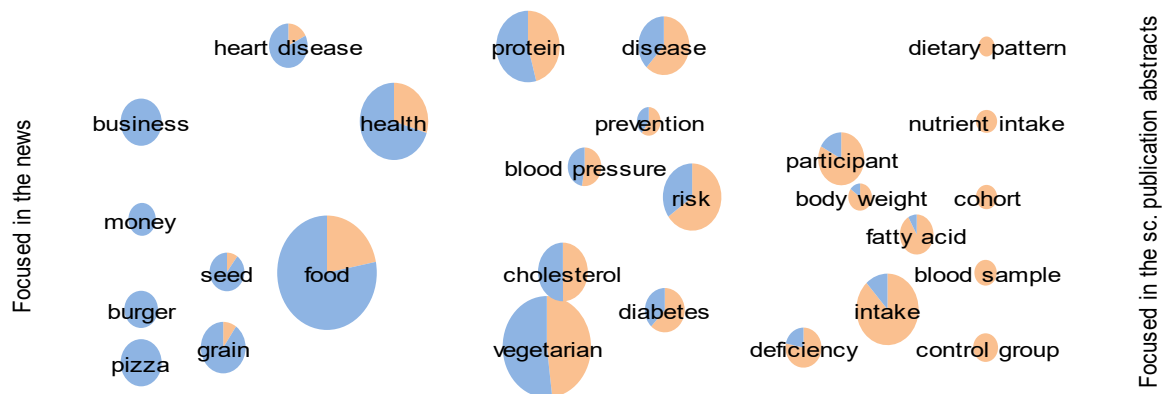 Focused in the news
heart disease
protein
disease
dietary pattern
business
health
prevention
nutrient intake
blood pressure
participant
risk
body weight
cohort
money
fatty acid
seed
food
cholesterol
blood sample
burger
diabetes
intake
grain
vegetarian
deficiency
control group
pizza
Focused in the sc. publication abstracts